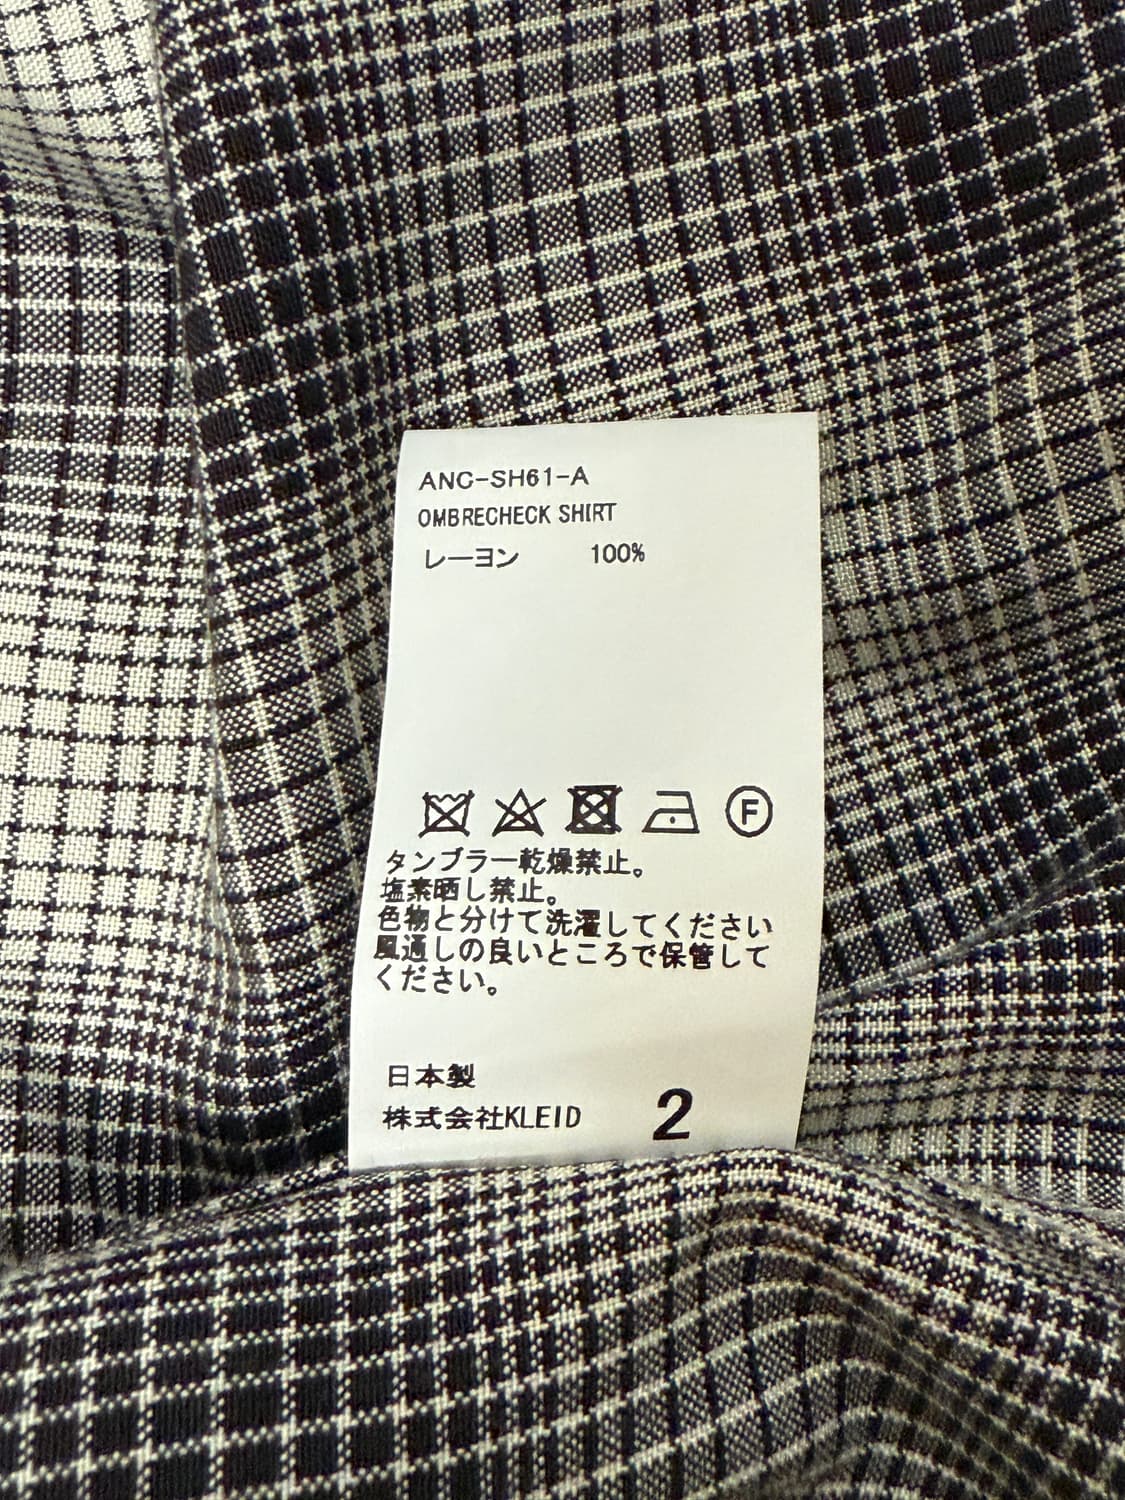 ANC-SH61-A
OMBRECHECK SHIRT
レーヨン 100%
F
タンブラー乾燥禁止。
塩素晒し禁止。
色物と分けて洗濯してください
風通しの良いところで保管して
ください。
日本製
株式会社KLEID 2